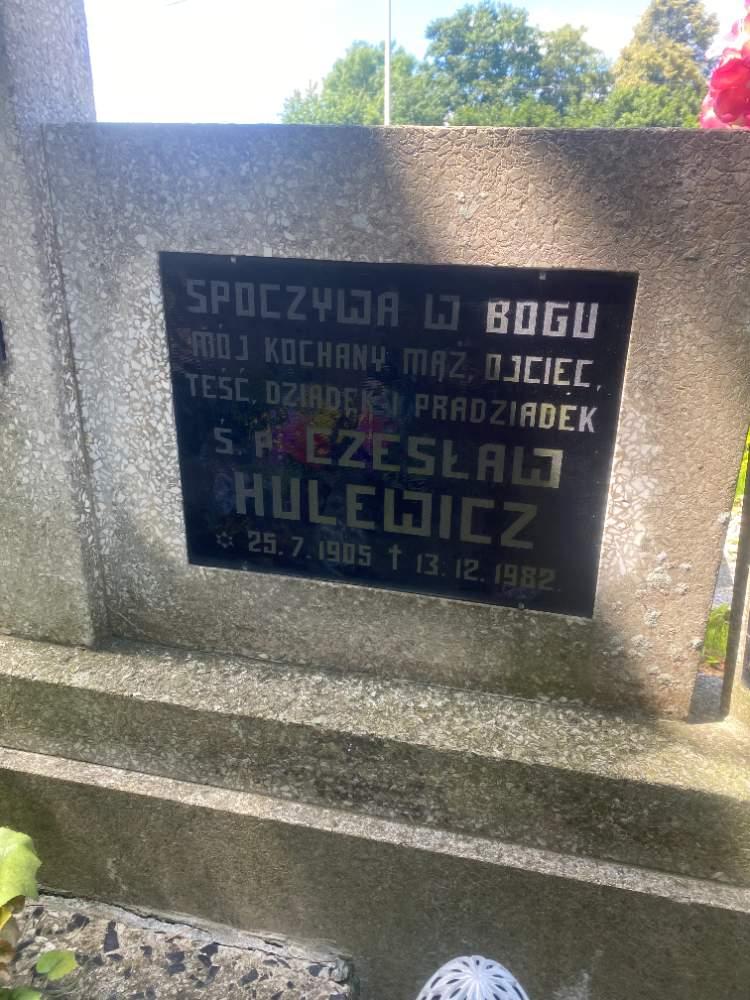 SPOCZYWA W BOGU
MÓJ KOCHANY MĄŻ, OJCIEC,
TEŚĆ, DZIADEK I PRADZIADEK
Ś. P. CZESŁAW
HULEWICZ
✡ 25. 7. 1905 † 13. 12. 1982.